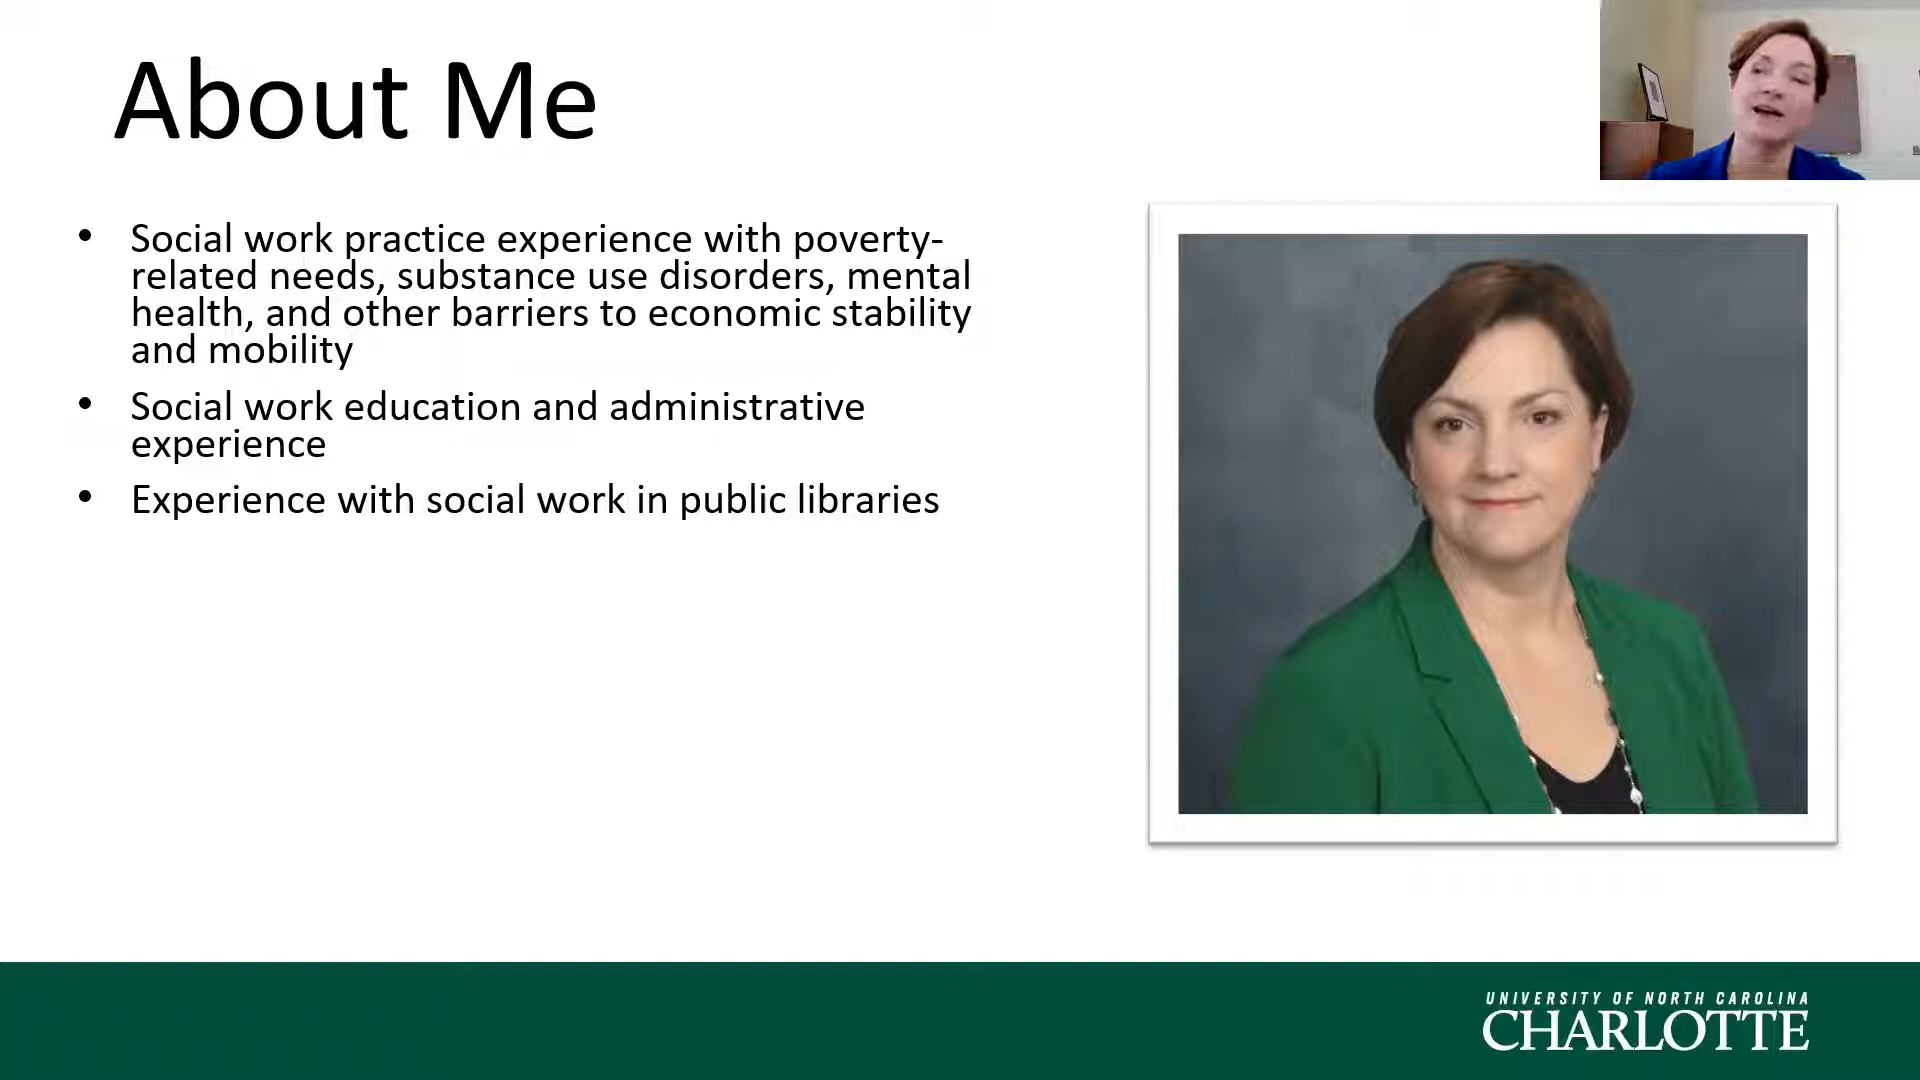 About Me
• Social work practice experience with poverty-
related needs, substance use disorders, mental
health, and other barriers to economic stability
and mobility
• Social work education and administrative
experience
• Experience with social work in public libraries
UNIVERSITY OF NORTH CAROLINA
CHARLOTTE